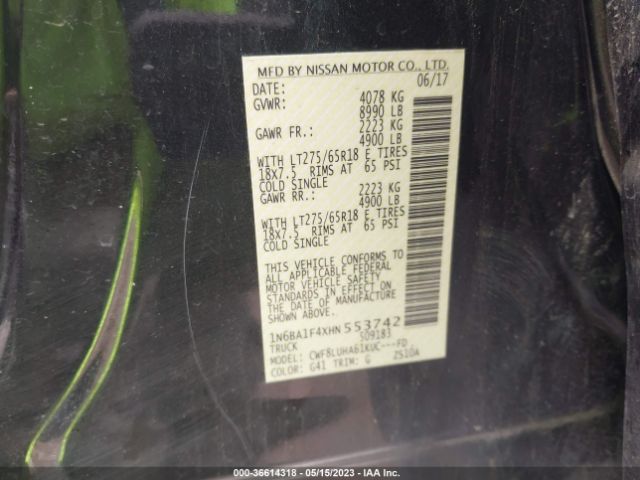 MFD BY NISSAN MOTOR CO., LTD.
DATE: 06/17
GVWR: 4078 KG
8990 LB
GAWR FR.: 2223 KG
4900 LB
WITH LT275/65R18 E TIRES
18X7.5 RIMS AT 65 PSI
COLD SINGLE
GAWR RR.: 2223 KG
4900 LB
WITH LT275/65R18 E TIRES
18X7.5 RIMS AT 65 PSI
COLD SINGLE
THIS VEHICLE CONFORMS TO
ALL APPLICABLE FEDERAL
MOTOR VEHICLE SAFETY
STANDARDS IN EFFECT ON
THE DATE OF MANUFACTURE
SHOWN ABOVE.
1N6BA1F4XHN553742
TRUCK 509183
MODEL: CWF8LUHA61KUC---FD
COLOR: G41 TRIM: G ZS10A
000-36614318 - 05/15/2023 - IAA Inc.